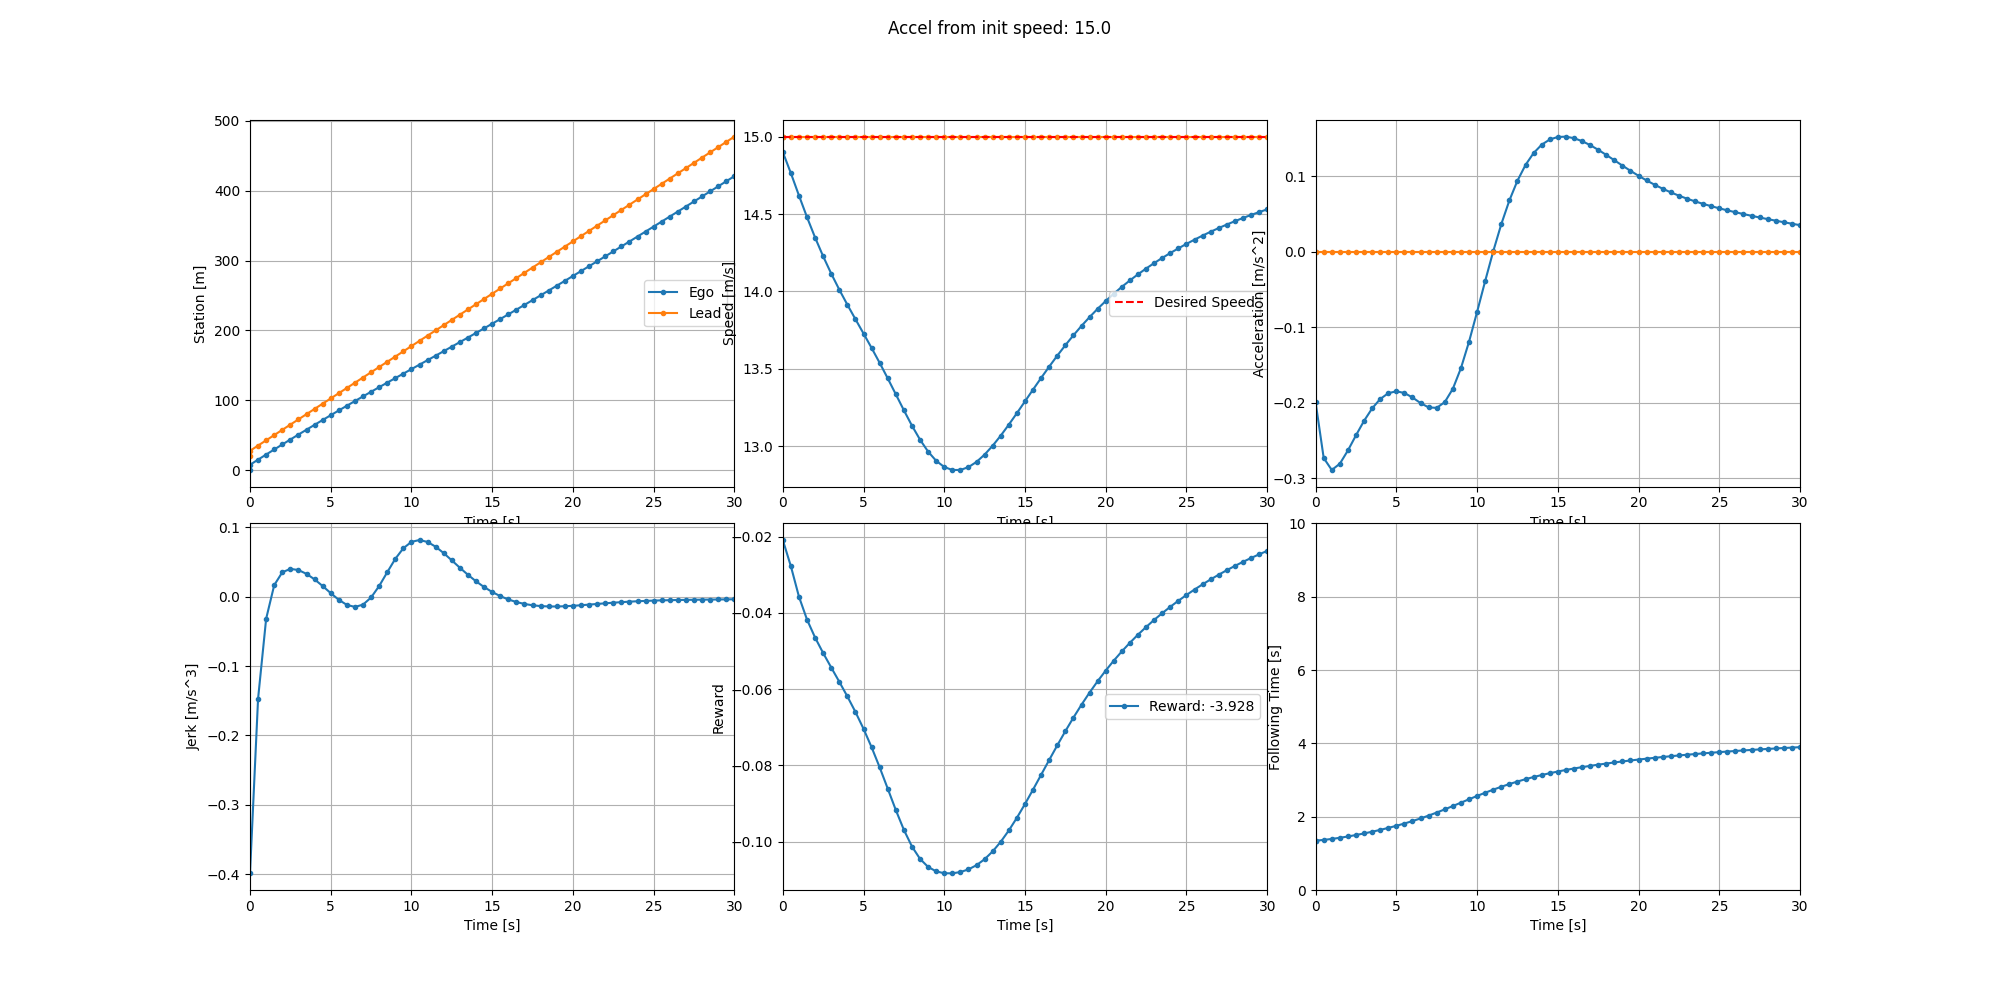 Accel from init speed: 15.0
500
400
300
200
100
0
Station [m]
Ego
Lead
0 5 10 15 20 25 30
Time [s]
15.0
14.5
14.0
13.5
13.0
Speed [m/s]
Desired Speed
0 5 10 15 20 25 30
Time [s]
0.1
0.0
−0.1
−0.2
−0.3
Acceleration [m/s^2]
0 5 10 15 20 25 30
Time [s]
0.1
0.0
−0.1
−0.2
−0.3
−0.4
Jerk [m/s^3]
0 5 10 15 20 25 30
Time [s]
−0.02
−0.04
−0.06
−0.08
−0.10
Reward
Reward: -3.928
0 5 10 15 20 25 30
Time [s]
10
8
6
4
2
0
Following Time [s]
0 5 10 15 20 25 30
Time [s]